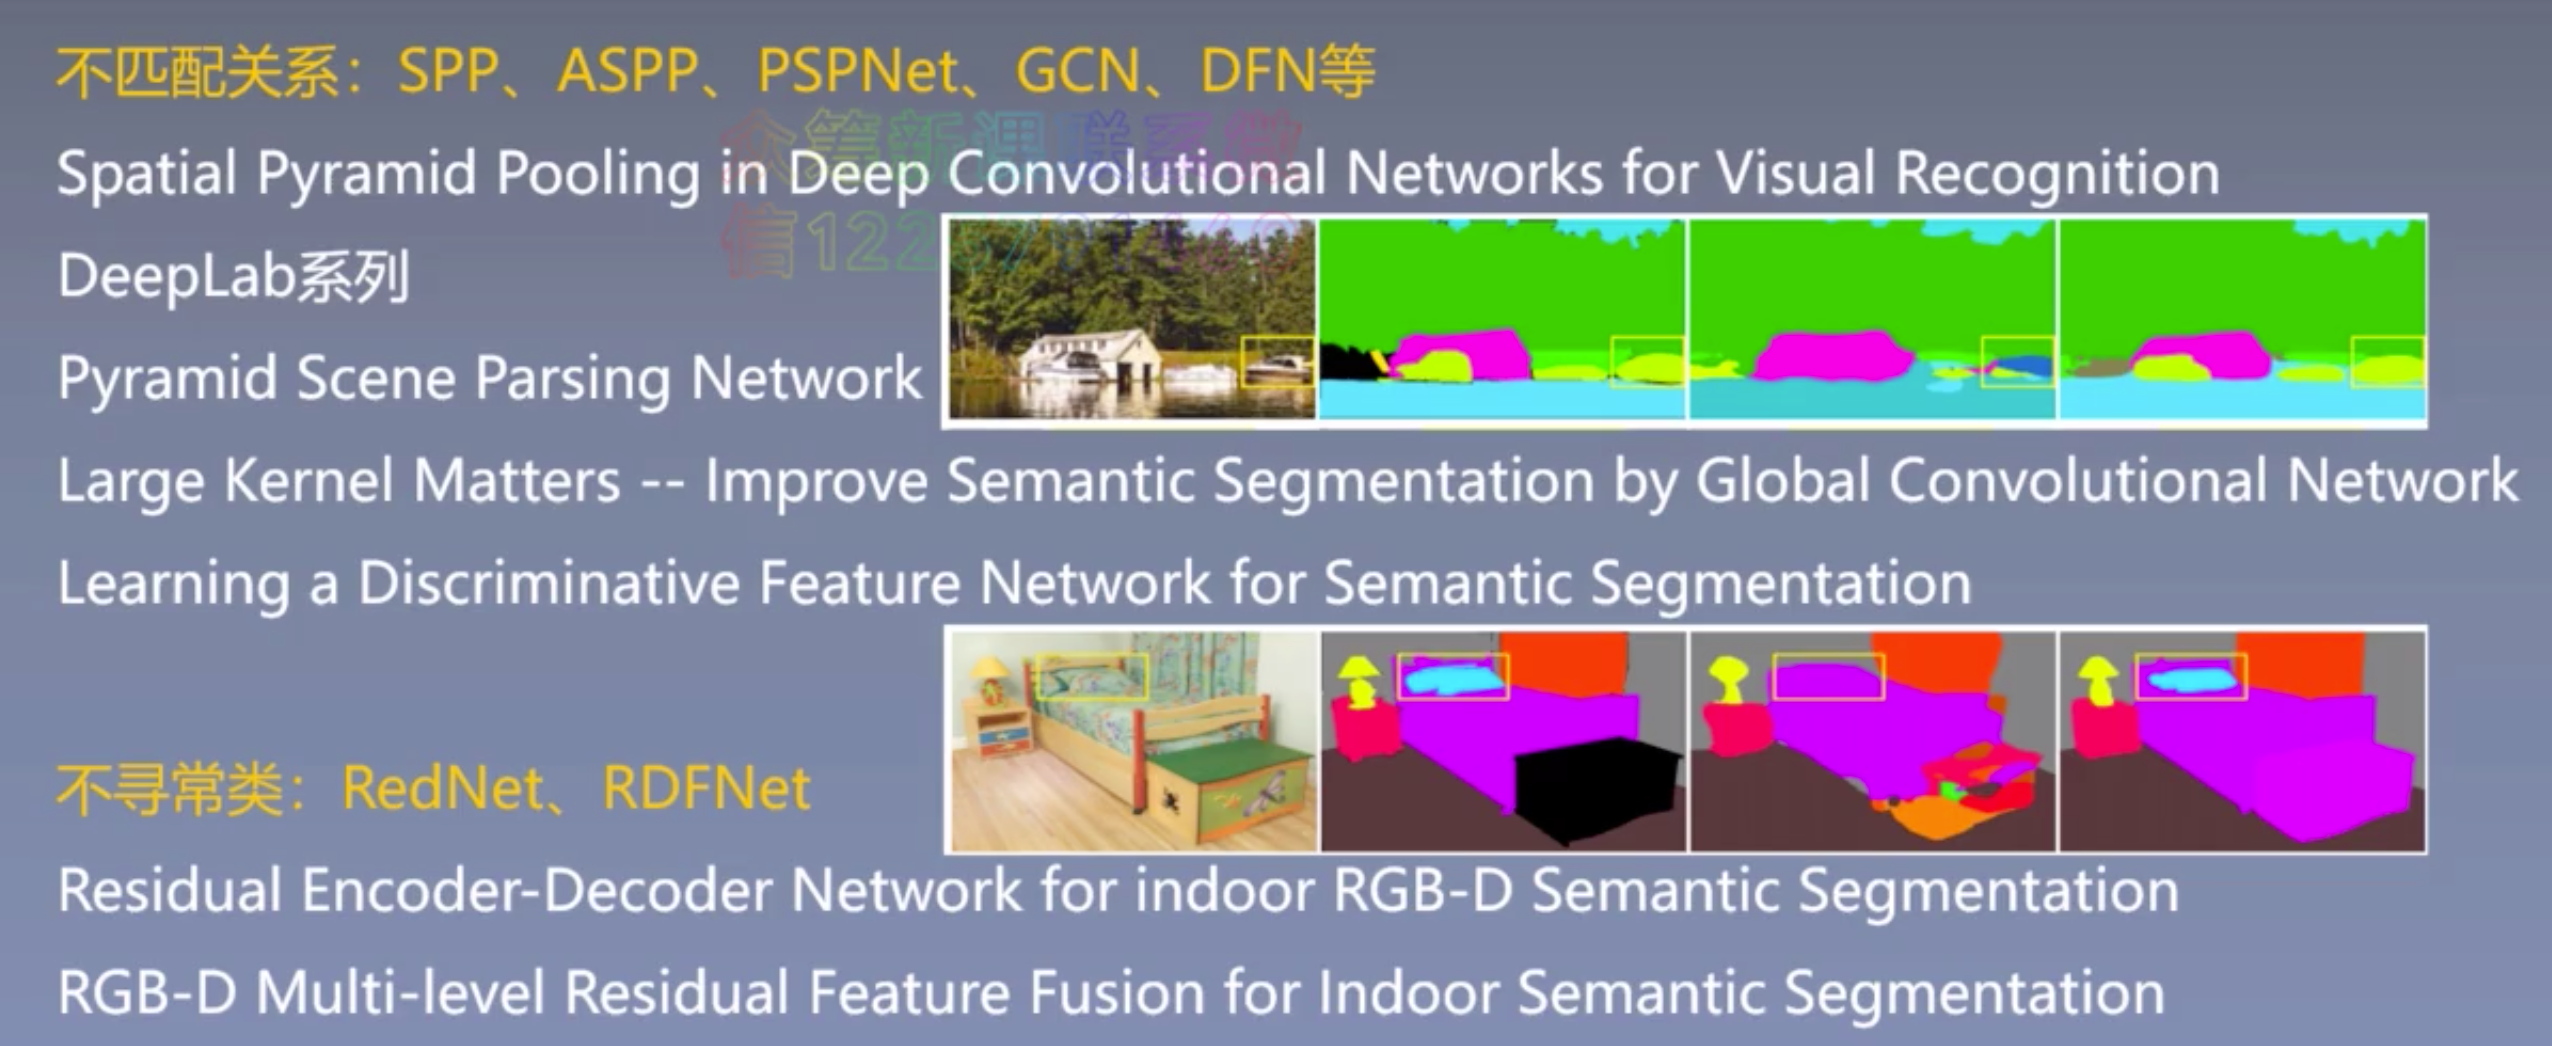 不匹配关系：SPP、ASPP、PSPNet、GCN、DFN等
Spatial Pyramid Pooling in Deep Convolutional Networks for Visual Recognition
DeepLab系列
Pyramid Scene Parsing Network
Large Kernel Matters -- Improve Semantic Segmentation by Global Convolutional Network
Learning a Discriminative Feature Network for Semantic Segmentation
不寻常类：RedNet、RDFNet
Residual Encoder-Decoder Network for indoor RGB-D Semantic Segmentation
RGB-D Multi-level Residual Feature Fusion for Indoor Semantic Segmentation